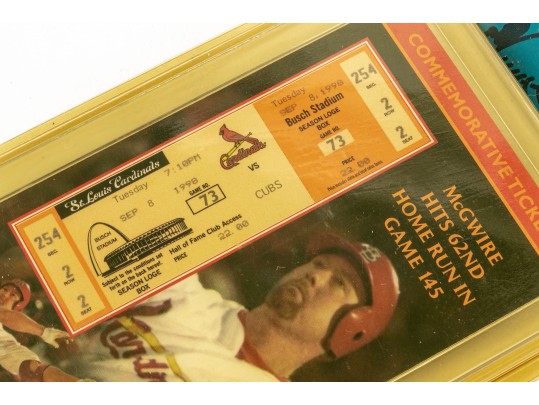 254
SEC.
2
ROW
2
SEAT
St. Louis Cardinals
Tuesday 7:10PM
SEP 8 1998
GAME NO.
73
BUSCH
STADIUM
Hall of Fame Club Access
PRICE
22.00
Subject to the conditions set
forth on the back hereof.
SEASON LOGE
BOX
Cardinals
VS
CUBS
Tuesday
SEP 8, 1998
Busch Stadium
SEASON LOGE
BOX
GAME NO.
73
PRICE
22.00
254
SEC.
2
ROW
2
SEAT
COMMEMORATIVE TICKE
McGWIRE
HITS 62ND
HOME RUN IN
GAME 145